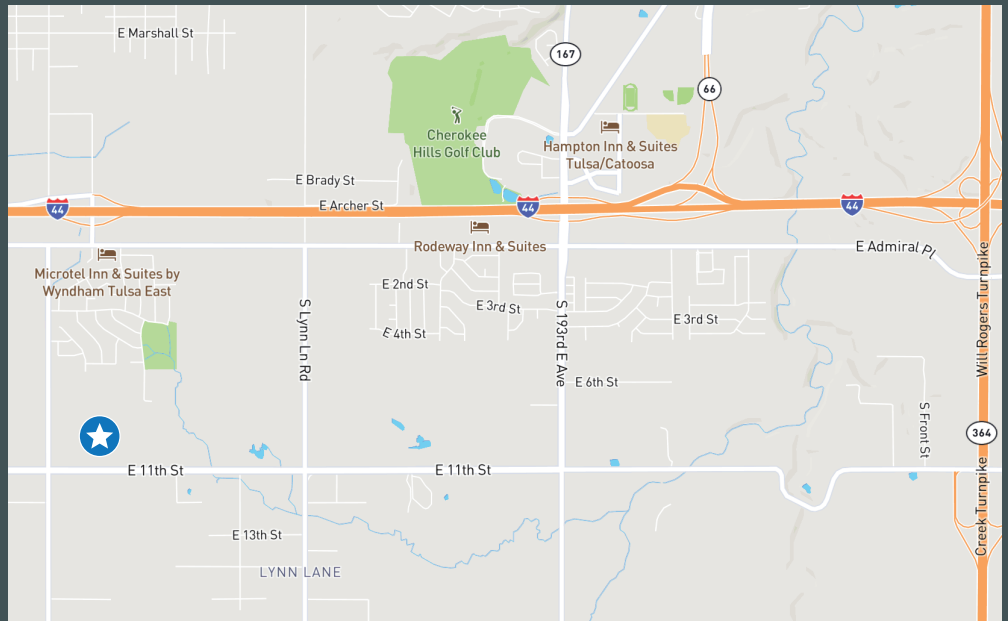 E Marshall St
167
66
Cherokee
Hills Golf Club
Hampton Inn & Suites
Tulsa/Catoosa
E Brady St
E Archer St
44
44
44
Rodeway Inn & Suites
E Admiral Pl
Microtel Inn & Suites by
Wyndham Tulsa East
E 2nd St
E 3rd St
E 3rd St
E 4th St
S Lynn Ln Rd
S 193rd E Ave
Will Rogers Turnpike
E 6th St
S Front St
364
E 11th St
E 11th St
Creek Turnpike
E 13th St
LYNN LANE